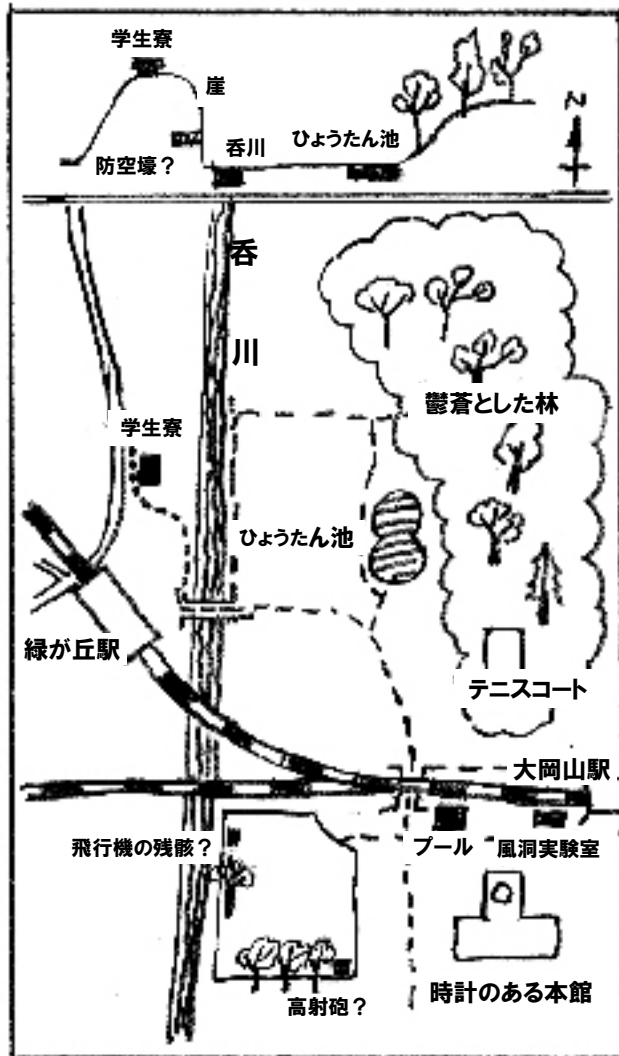 学生寮
崖
防空壕？
呑川
ひょうたん池
N
呑川
学生寮
鬱蒼とした林
ひょうたん池
緑が丘駅
テニスコート
大岡山駅
飛行機の残骸？
プール
風洞実験室
高射砲？
時計のある本館